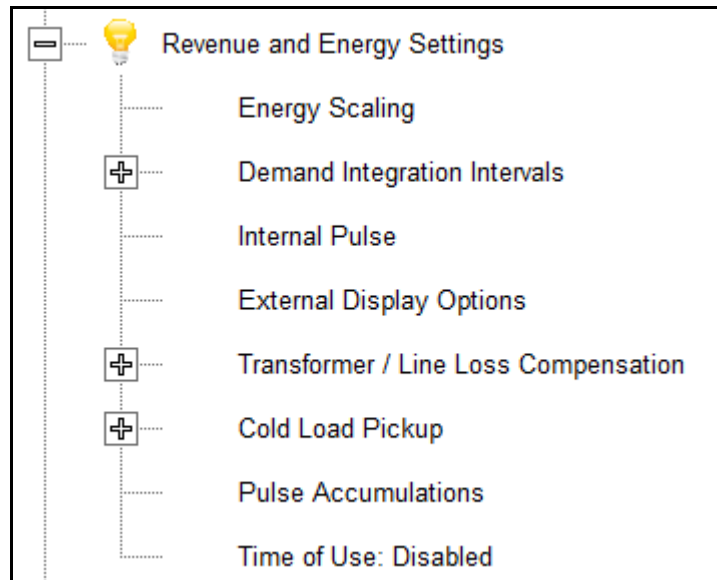 Revenue and Energy Settings
Energy Scaling
Demand Integration Intervals
Internal Pulse
External Display Options
Transformer / Line Loss Compensation
Cold Load Pickup
Pulse Accumulations
Time of Use: Disabled